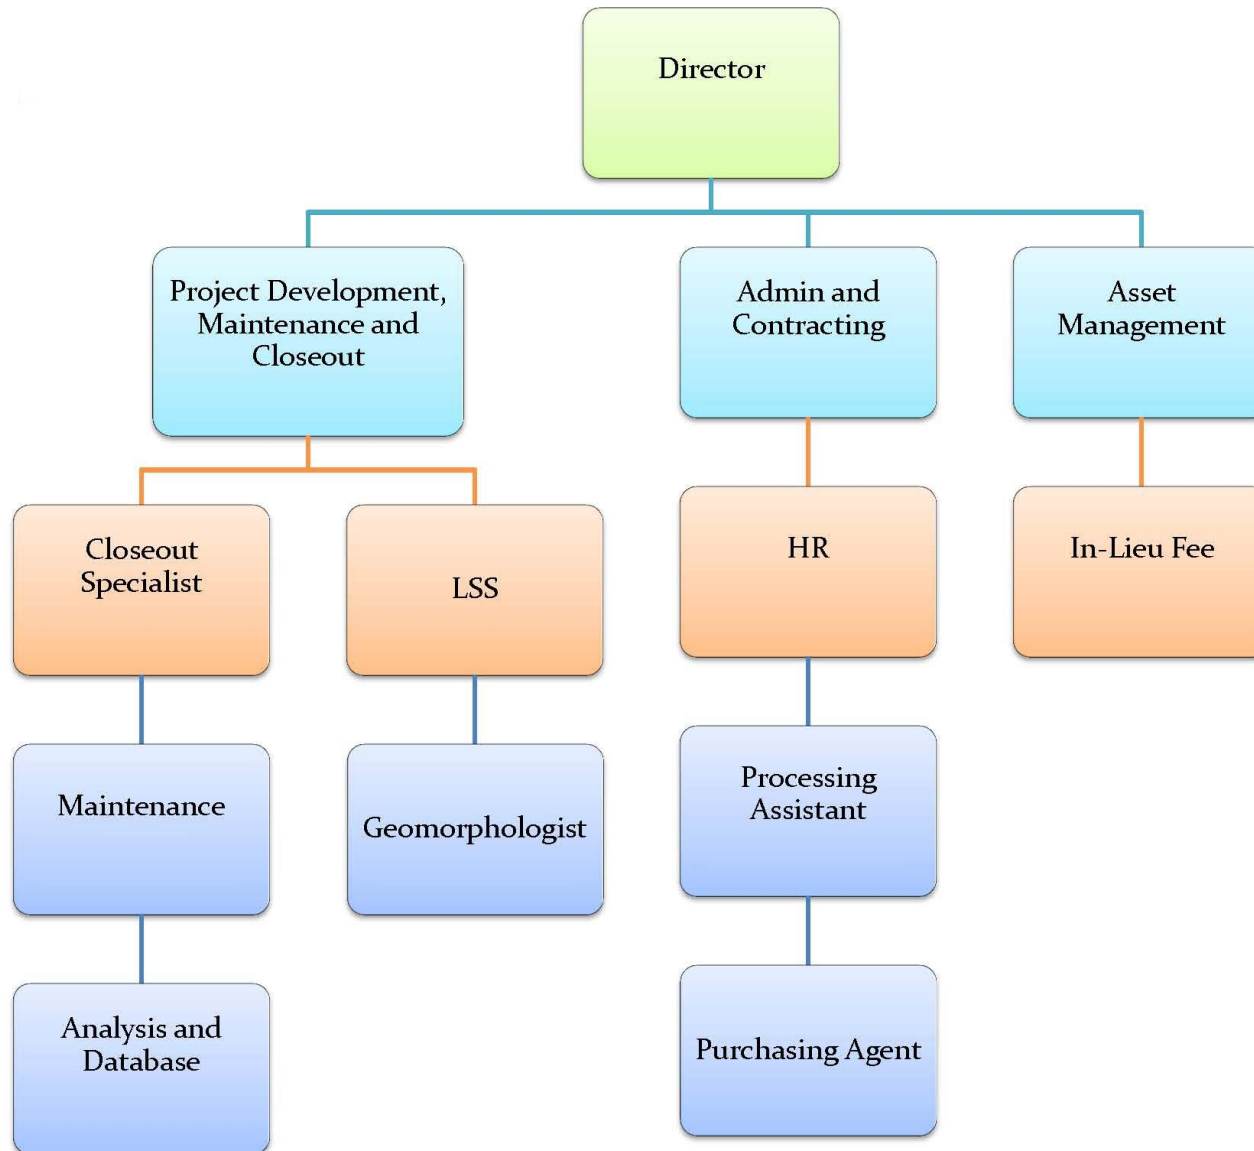 Director
Project Development,
Maintenance and
Closeout
Admin and
Contracting
Asset
Management
Closeout
Specialist
LSS
HR
In-Lieu Fee
Maintenance
Geomorphologist
Processing
Assistant
Analysis and
Database
Purchasing Agent